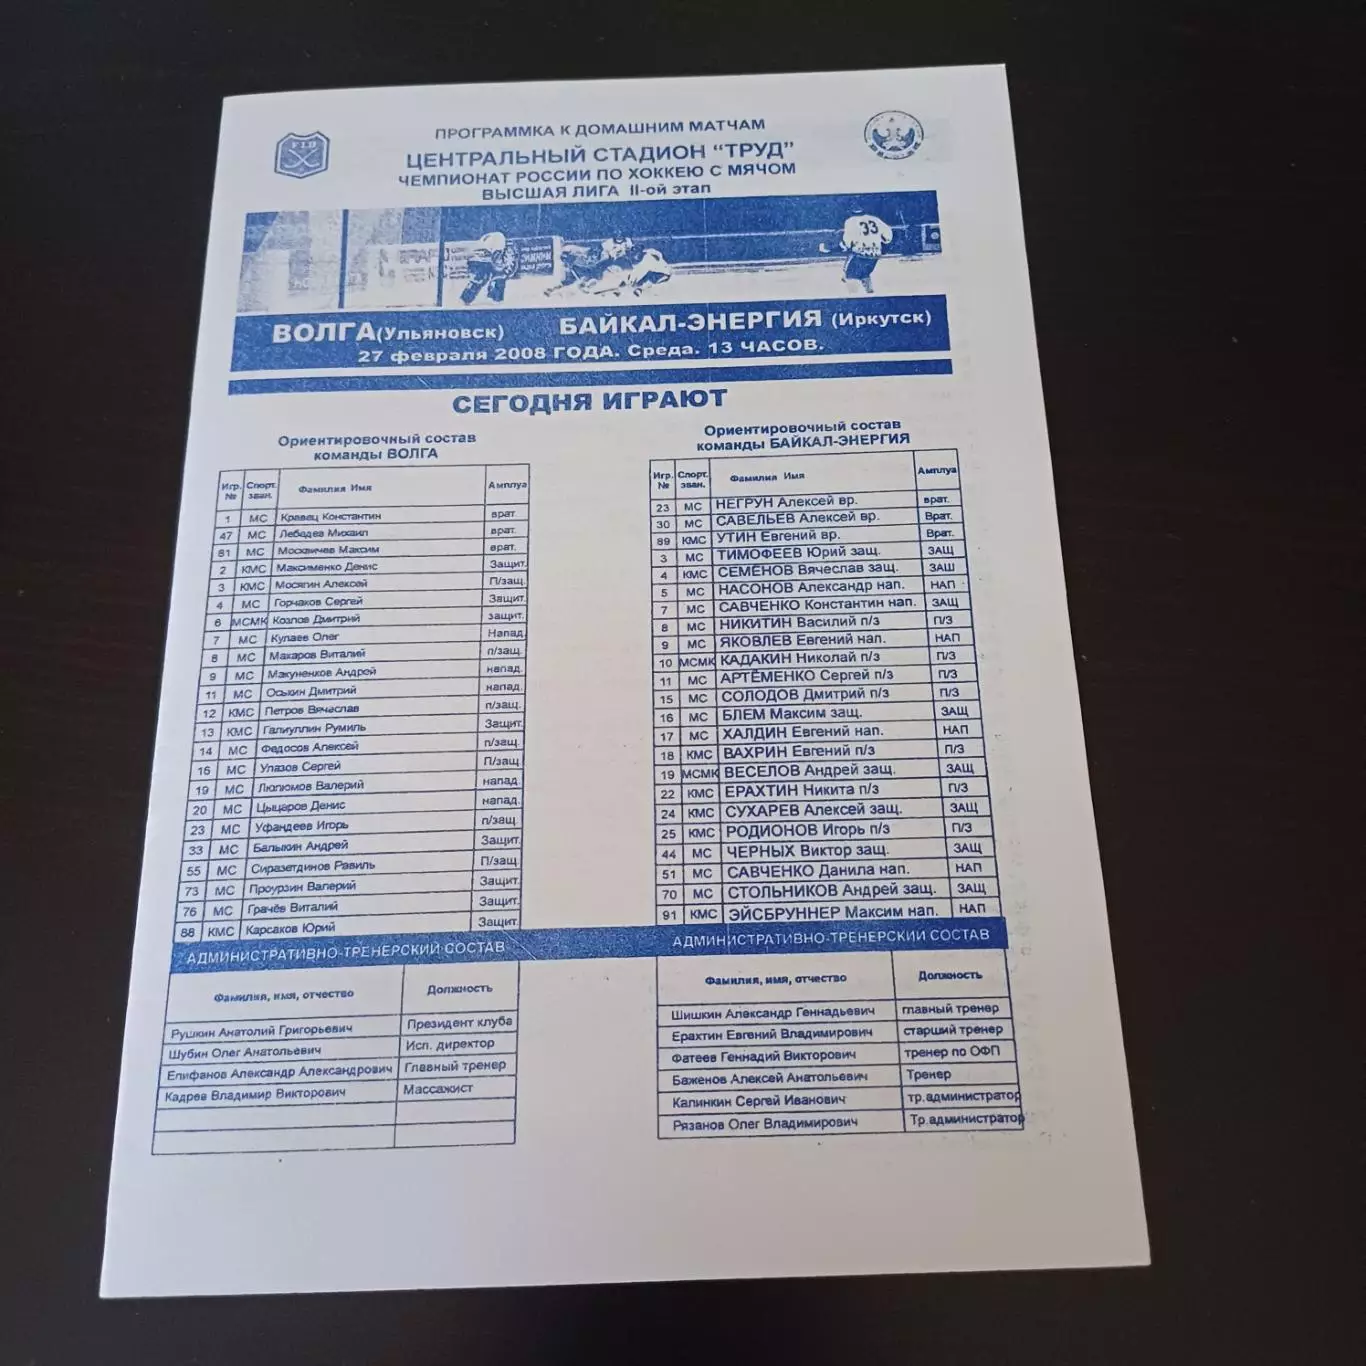 ПРОГРАММКА К ДОМАШНИМ МАТЧАМ
ЦЕНТРАЛЬНЫЙ СТАДИОН "ТРУД"
ЧЕМПИОНАТ РОССИИ ПО ХОККЕЮ С МЯЧОМ
ВЫСШАЯ ЛИГА II-ой этап
FIB
33
ВОЛГА(Ульяновск) БАЙКАЛ-ЭНЕРГИЯ (Иркутск)
27 февраля 2008 ГОДА. Среда. 13 ЧАСОВ.
СЕГОДНЯ ИГРАЮТ
Ориентировочный состав
команды ВОЛГА
Игр. № Спорт. зван. Фамилия Имя Амплуа
1 МС Кравец Константин врат.
47 МС Лебедев Михаил врат.
81 МС Москвичев Максим врат.
2 КМС Максименко Денис Защит.
3 КМС Мосягин Алексей П/защ.
4 МС Горчаков Сергей Защит.
6 МСМК Козлов Дмитрий защит.
7 МС Кулаев Олег Напад.
8 МС Макаров Виталий п/защ.
9 МС Макуненков Андрей напад.
11 МС Оськин Дмитрий напад.
12 КМС Петров Вячеслав п/защ.
13 КМС Галиуллин Румиль Защит.
14 МС Федосов Алексей п/защ.
16 МС Улазов Сергей П/защ.
19 МС Люлюмов Валерий напад.
20 МС Цыцаров Денис напад.
23 МС Уфандеев Игорь п/защ.
33 МС Балыкин Андрей Защит.
55 МС Сиразетдинов Равиль П/защ.
73 МС Проурзин Валерий Защит.
76 МС Грачёв Виталий Защит.
88 КМС Карсаков Юрий Защит.
АДМИНИСТРАТИВНО-ТРЕНЕРСКИЙ СОСТАВ
Фамилия, имя, отчество Должность
Рушкин Анатолий Григорьевич Президент клуба
Шубин Олег Анатольевич Исп. директор
Епифанов Александр Александрович Главный тренер
Кадрев Владимир Викторович Массажист
Ориентировочный состав
команды БАЙКАЛ-ЭНЕРГИЯ
Игр. № Спорт. зван. Фамилия Имя Амплуа
23 МС НЕГРУН Алексей вр. врат.
30 МС САВЕЛЬЕВ Алексей вр. Врат.
89 КМС УТИН Евгений вр. Врат.
3 МС ТИМОФЕЕВ Юрий защ. ЗАЩ
4 КМС СЕМЕНОВ Вячеслав защ. ЗАШ
5 МС НАСОНОВ Александр нап. НАП
7 МС САВЧЕНКО Константин нап. ЗАЩ
8 МС НИКИТИН Василий п/з П/З
9 МС ЯКОВЛЕВ Евгений нап. НАП
10 МСМК КАДАКИН Николай п/з П/З
11 МС АРТЁМЕНКО Сергей п/з П/З
15 МС СОЛОДОВ Дмитрий п/з П/З
16 МС БЛЕМ Максим защ. ЗАЩ
17 МС ХАЛДИН Евгений нап. НАП
18 КМС ВАХРИН Евгений п/з П/З
19 МСМК ВЕСЕЛОВ Андрей защ. ЗАЩ
22 КМС ЕРАХТИН Никита п/з П/З
24 КМС СУХАРЕВ Алексей защ. ЗАЩ
25 КМС РОДИОНОВ Игорь п/з П/З
44 МС ЧЕРНЫХ Виктор защ. ЗАЩ
51 МС САВЧЕНКО Данила нап. НАП
70 МС СТОЛЬНИКОВ Андрей защ. ЗАЩ
91 КМС ЭЙСБРУННЕР Максим нап. НАП
АДМИНИСТРАТИВНО-ТРЕНЕРСКИЙ СОСТАВ
Фамилия, имя, отчество Должность
Шишкин Александр Геннадьевич главный тренер
Ерахтин Евгений Владимирович старший тренер
Фатеев Геннадий Викторович тренер по ОФП
Баженов Алексей Анатольевич Тренер
Калинкин Сергей Иванович тр.администратор
Рязанов Олег Владимирович Тр.администратор